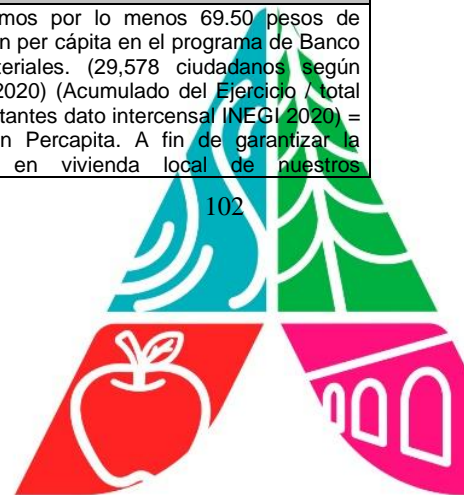 mos por lo menos 69.50 pesos de
n per cápita en el programa de Banco
teriales. (29,578 ciudadanos según
2020) (Acumulado del Ejercicio / total
tantes dato intercensal INEGI 2020) =
n Percapita. A fin de garantizar la
en vivienda local de nuestros
102